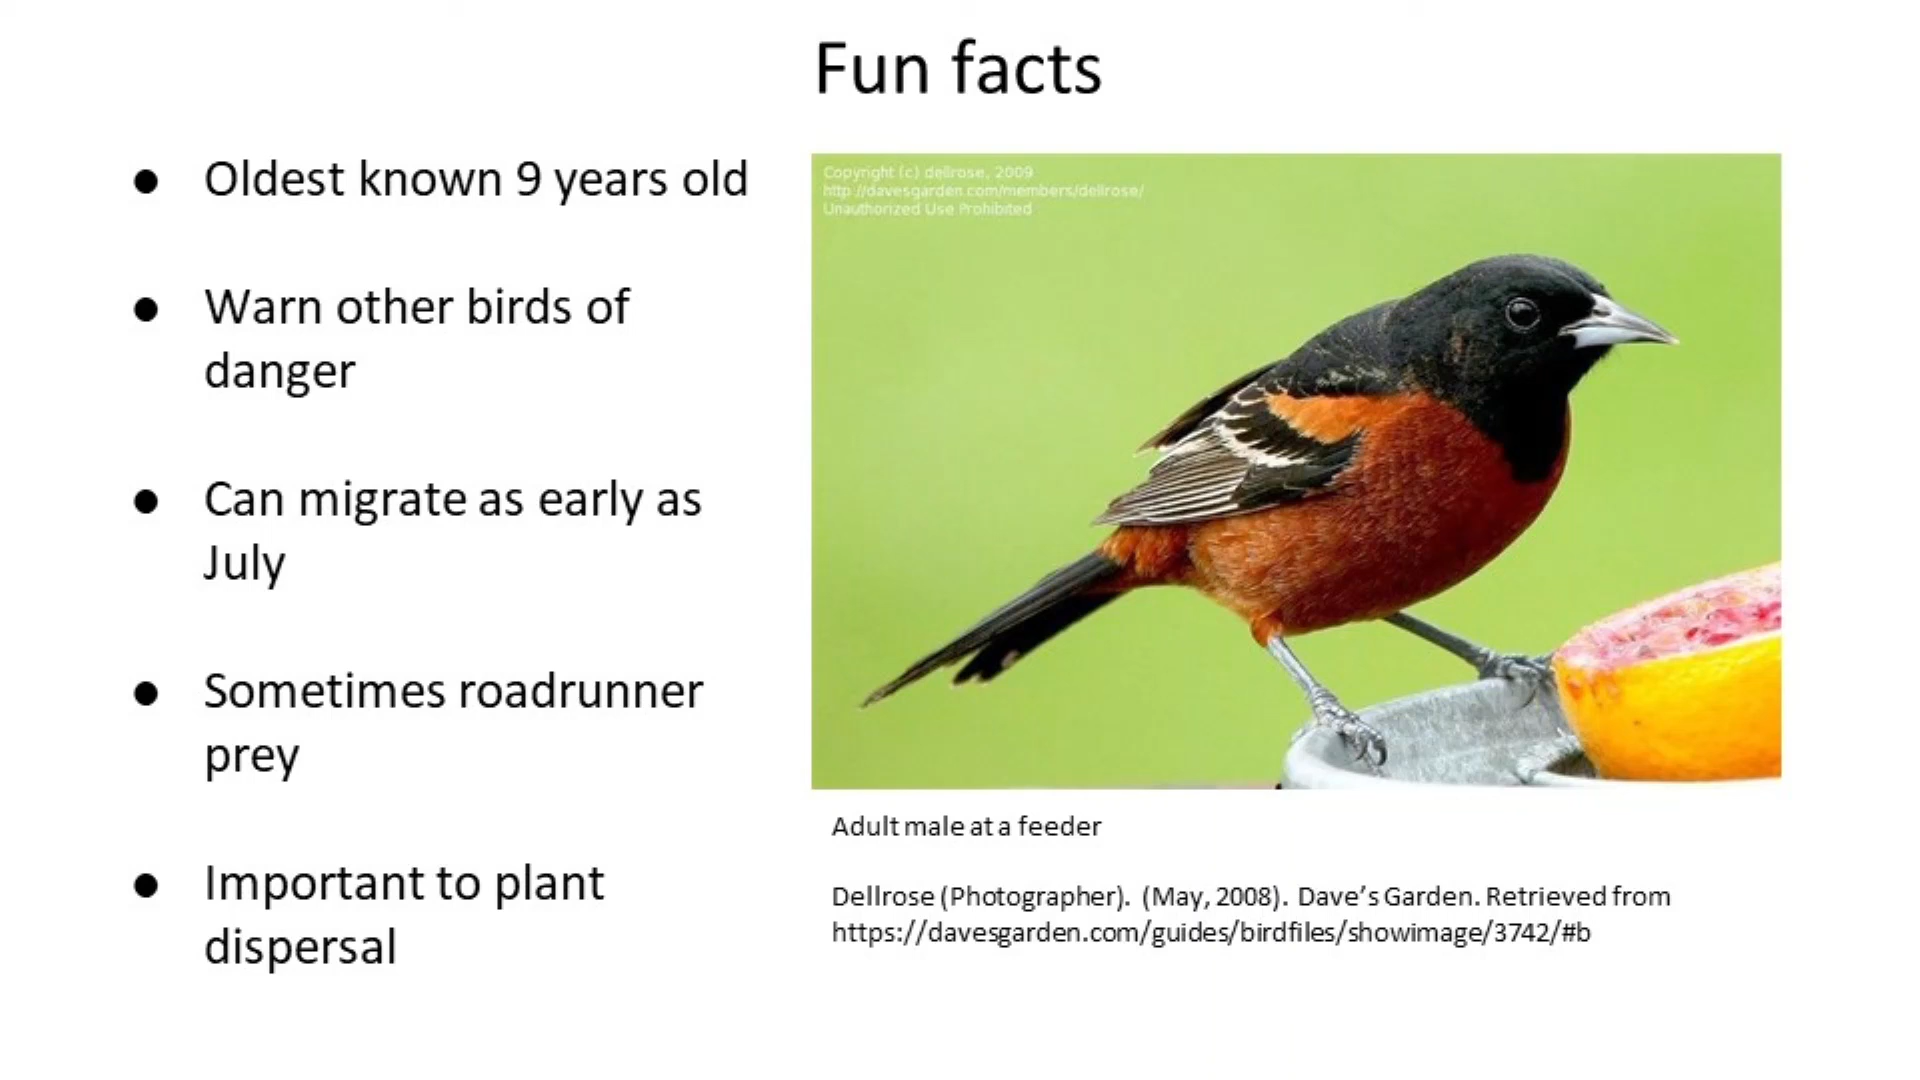 Fun facts
● Oldest known 9 years old
● Warn other birds of
danger
● Can migrate as early as
July
● Sometimes roadrunner
prey
● Important to plant
dispersal
Copyright (c) dellrose, 2009
http://davesgarden.com/members/dellrose/
Unauthorized Use Prohibited
Adult male at a feeder
Dellrose (Photographer). (May, 2008). Dave’s Garden. Retrieved from
https://davesgarden.com/guides/birdfiles/showimage/3742/#b